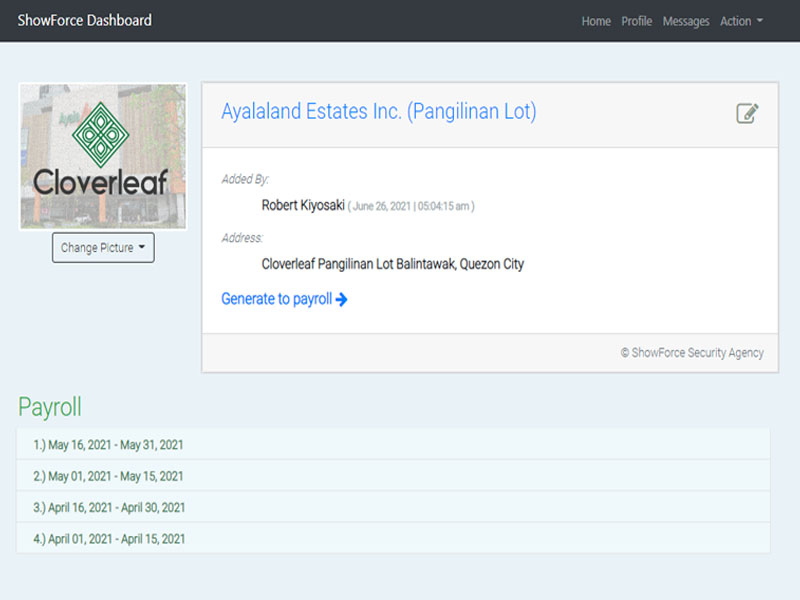 ShowForce Dashboard
Home Profile Messages Action
Ayala
Cloverleaf
Change Picture
Ayalaland Estates Inc. (Pangilinan Lot)
Added By:
Robert Kiyosaki ( June 26, 2021 | 05:04:15 am )
Address:
Cloverleaf Pangilinan Lot Balintawak, Quezon City
Generate to payroll
© ShowForce Security Agency
Payroll
1.) May 16, 2021 - May 31, 2021
2.) May 01, 2021 - May 15, 2021
3.) April 16, 2021 - April 30, 2021
4.) April 01, 2021 - April 15, 2021